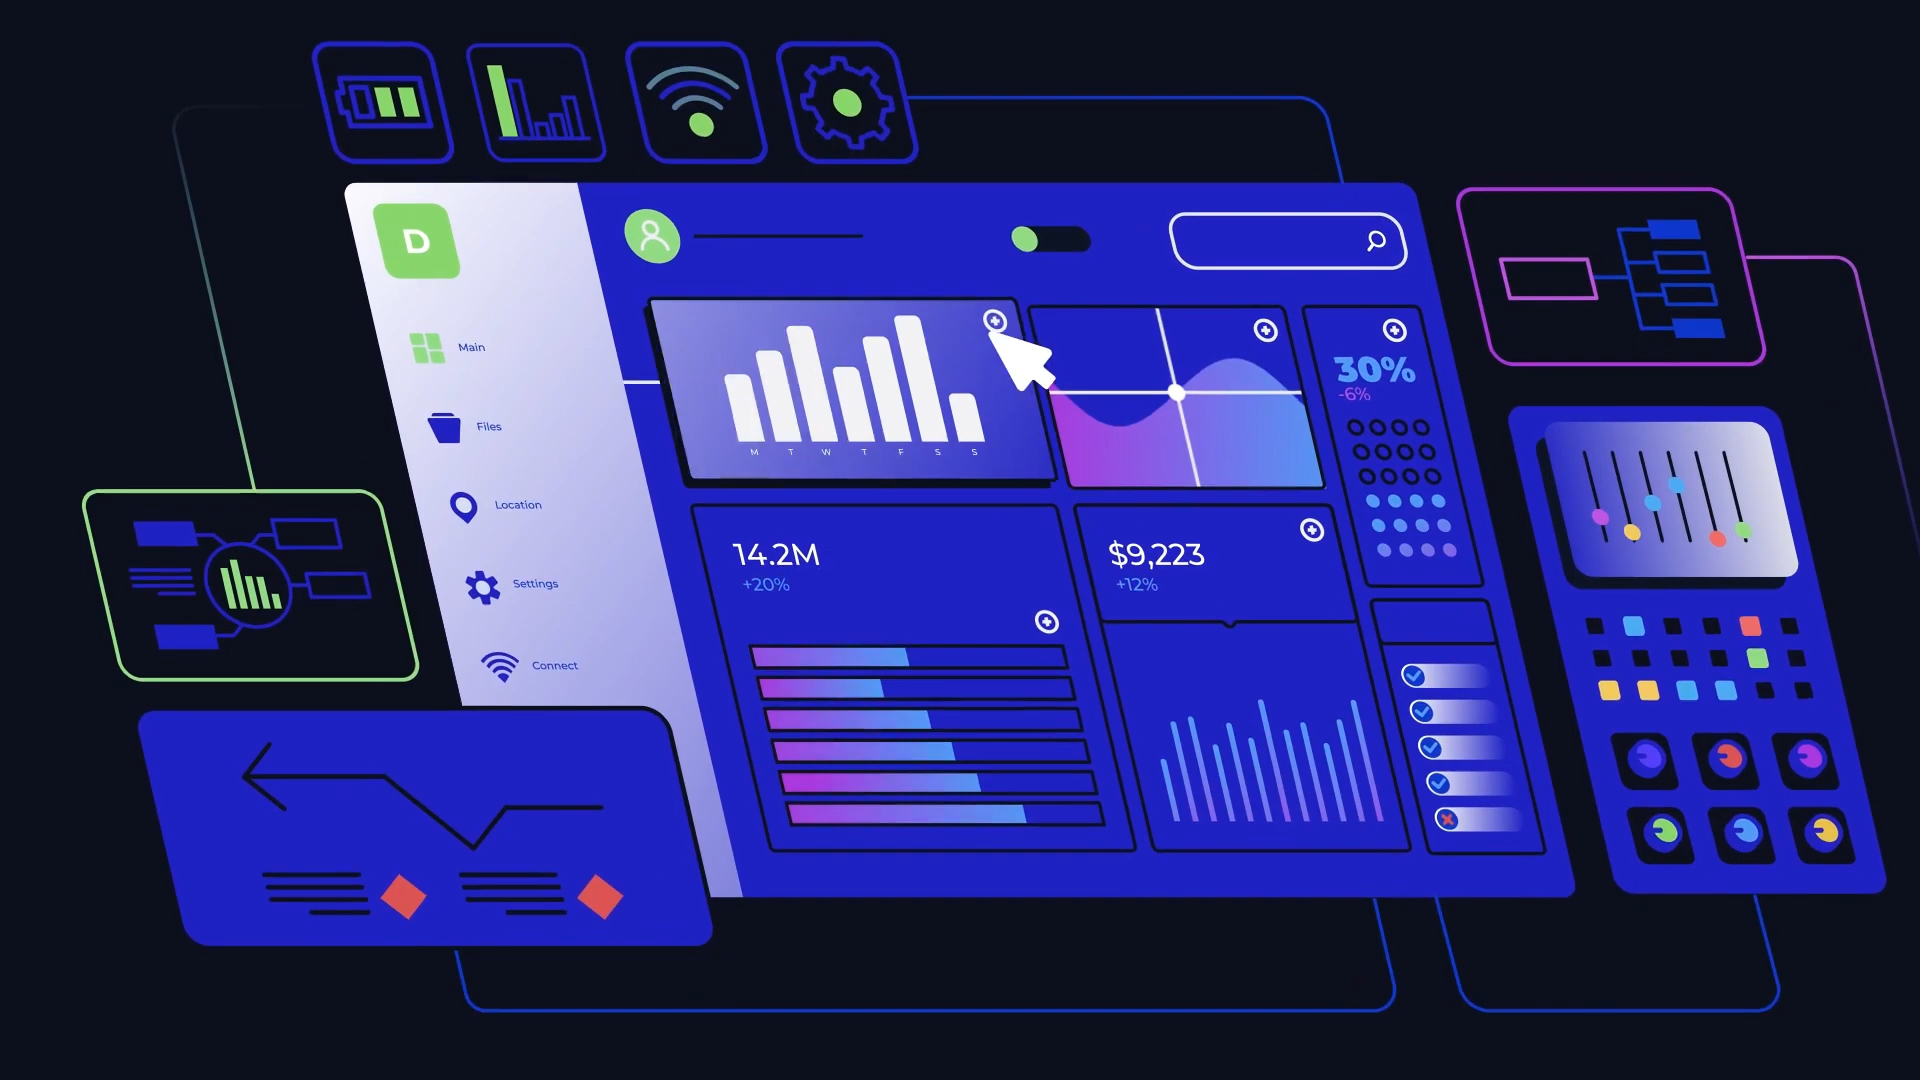 D
Main
Files
Location
Settings
Connect
M T W T F S S
30%
-6%
14.2M
+20%
$9,223
+12%